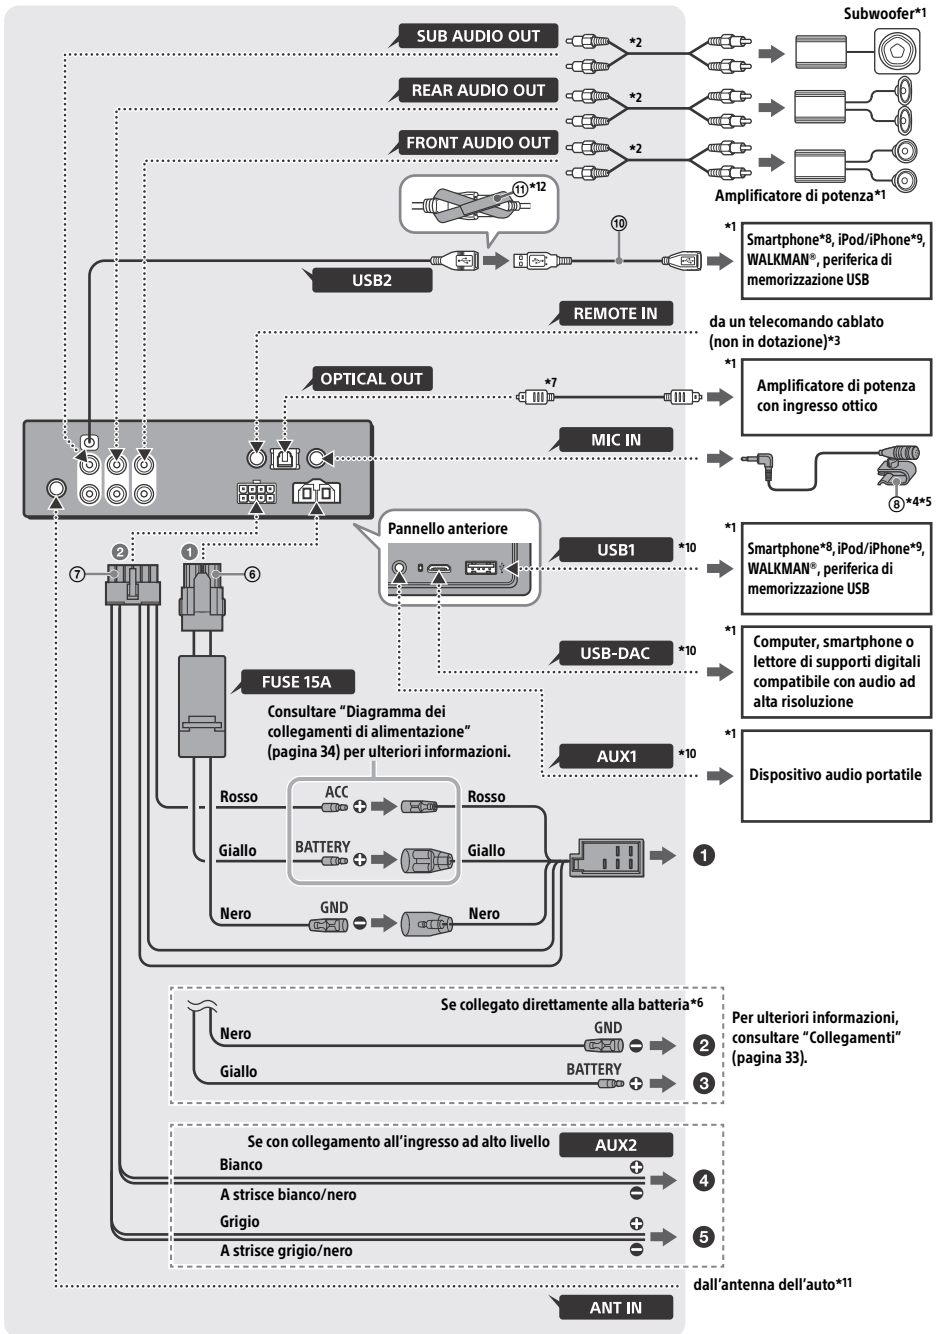 Subwoofer*1
SUB AUDIO OUT
*2
REAR AUDIO OUT
*2
FRONT AUDIO OUT
*2
Amplificatore di potenza*1
⑪*12
⑩
USB2
*1
Smartphone*8, iPod/iPhone*9,
WALKMAN®, periferica di
memorizzazione USB
REMOTE IN
da un telecomando cablato
(non in dotazione)*3
OPTICAL OUT
*7
*1
Amplificatore di potenza
con ingresso ottico
MIC IN
⑧*4*5
Pannello anteriore
❷
❶
⑦
⑥
USB1
*10
*1
Smartphone*8, iPod/iPhone*9,
WALKMAN®, periferica di
memorizzazione USB
USB-DAC
*10
*1
Computer, smartphone o
lettore di supporti digitali
compatibile con audio ad
alta risoluzione
FUSE 15A
Consultare “Diagramma dei
collegamenti di alimentazione”
(pagina 34) per ulteriori informazioni.
AUX1
*10
*1
Dispositivo audio portatile
Rosso
ACC
Rosso
Giallo
BATTERY
Giallo
❶
Nero
GND
Nero
Se collegato direttamente alla batteria*6
Nero
GND
❷
Giallo
BATTERY
❸
Per ulteriori informazioni,
consultare “Collegamenti”
(pagina 33).
Se con collegamento all’ingresso ad alto livello
AUX2
Bianco
❹
A strisce bianco/nero
Grigio
❺
A strisce grigio/nero
dall’antenna dell’auto*11
ANT IN